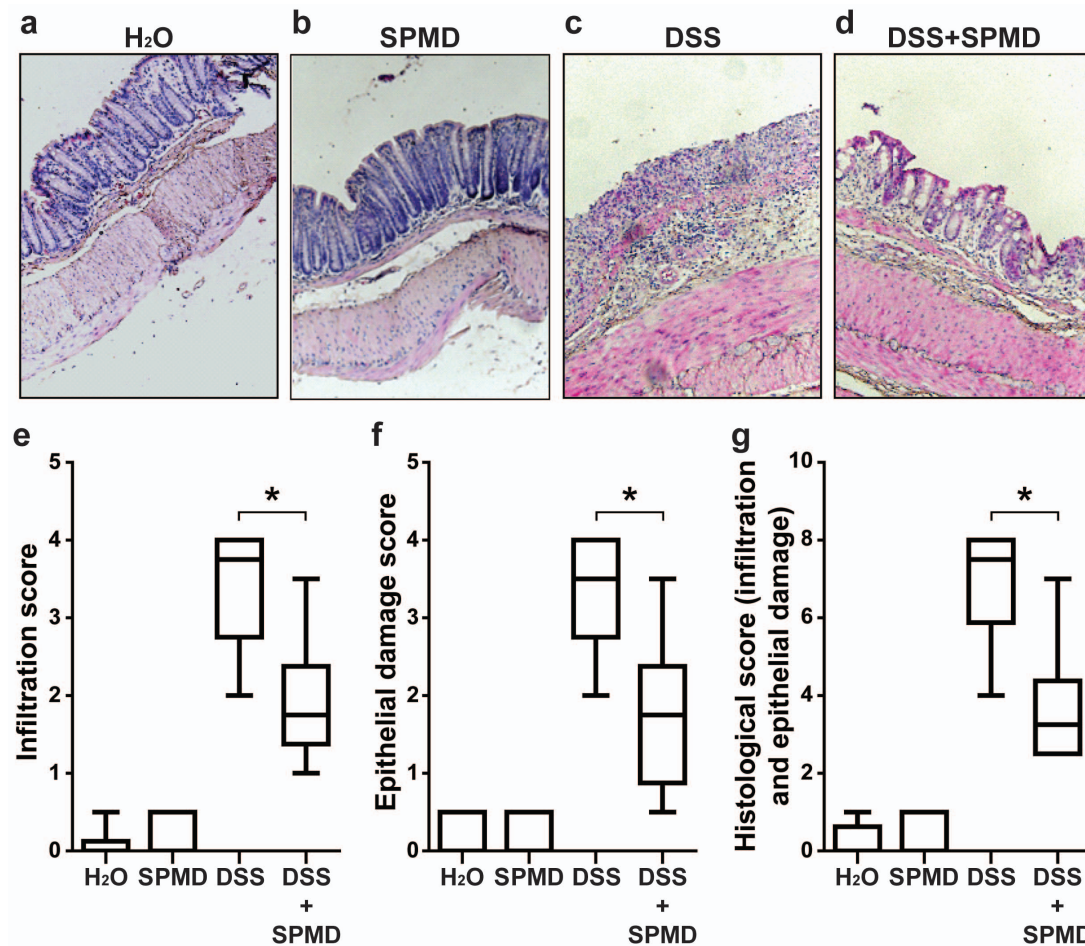 a
H₂O
b
SPMD
c
DSS
d
DSS+SPMD
e
Infiltration score
5
4
3
2
1
0
*
H₂O
SPMD
DSS
DSS
+
SPMD
f
Epithelial damage score
5
4
3
2
1
0
*
H₂O
SPMD
DSS
DSS
+
SPMD
g
Histological score (infiltration
and epithelial damage)
10
8
6
4
2
0
*
H₂O
SPMD
DSS
DSS
+
SPMD